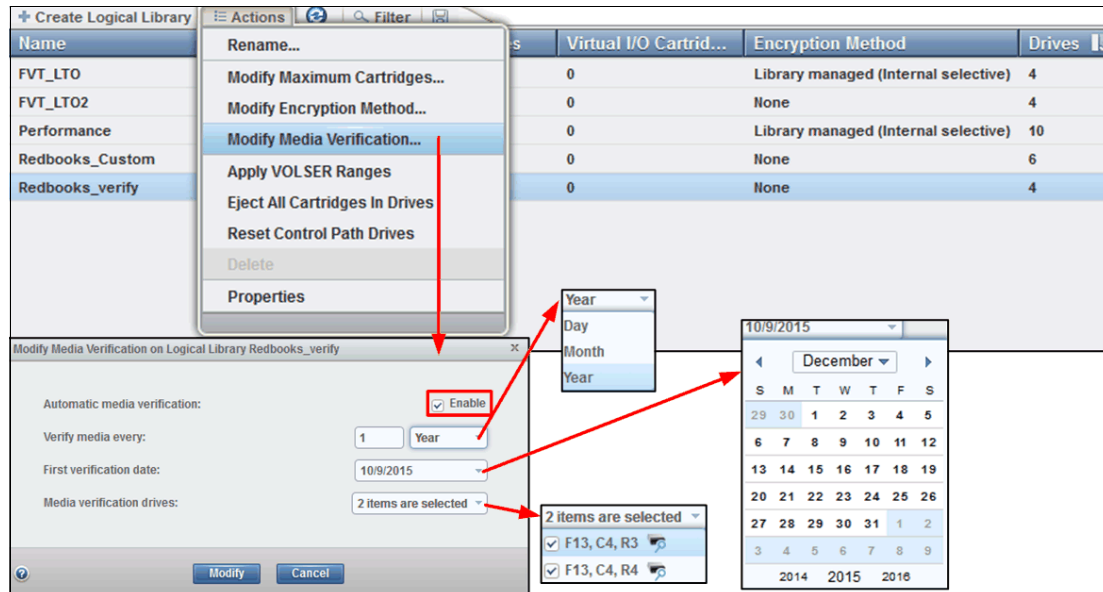 Create Logical Library Actions Filter
Name es Virtual I/O Cartrid... Encryption Method Drives
FVT_LTO 0 Library managed (Internal selective) 4
FVT_LTO2 0 None 4
Performance 0 Library managed (Internal selective) 10
Redbooks_Custom 0 None 6
Redbooks_verify 0 None 4
Rename...
Modify Maximum Cartridges...
Modify Encryption Method...
Modify Media Verification...
Apply VOLSER Ranges
Eject All Cartridges In Drives
Reset Control Path Drives
Delete
Properties
Modify Media Verification on Logical Library Redbooks_verify x
Automatic media verification: Enable
Verify media every: 1 Year
First verification date: 10/9/2015
Media verification drives: 2 items are selected
Modify Cancel
Year
Day
Month
Year
2 items are selected
F13, C4, R3
F13, C4, R4
10/9/2015
December
S M T W T F S
29 30 1 2 3 4 5
6 7 8 9 10 11 12
13 14 15 16 17 18 19
20 21 22 23 24 25 26
27 28 29 30 31 1 2
3 4 5 6 7 8 9
2014 2015 2016